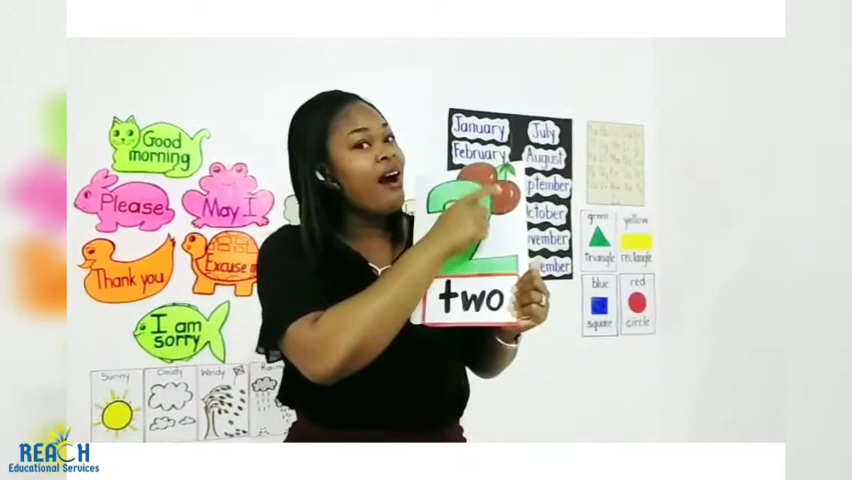 Good
morning
Please
May I
Thank you
Excuse m
I am
sorry
Sunny
Cloudy
Windy
Rain
two
January
February
July
August
ptember
ctober
vember
ember
green
triangle
yellow
rectangle
blue
square
red
circle
REACH
Educational Services